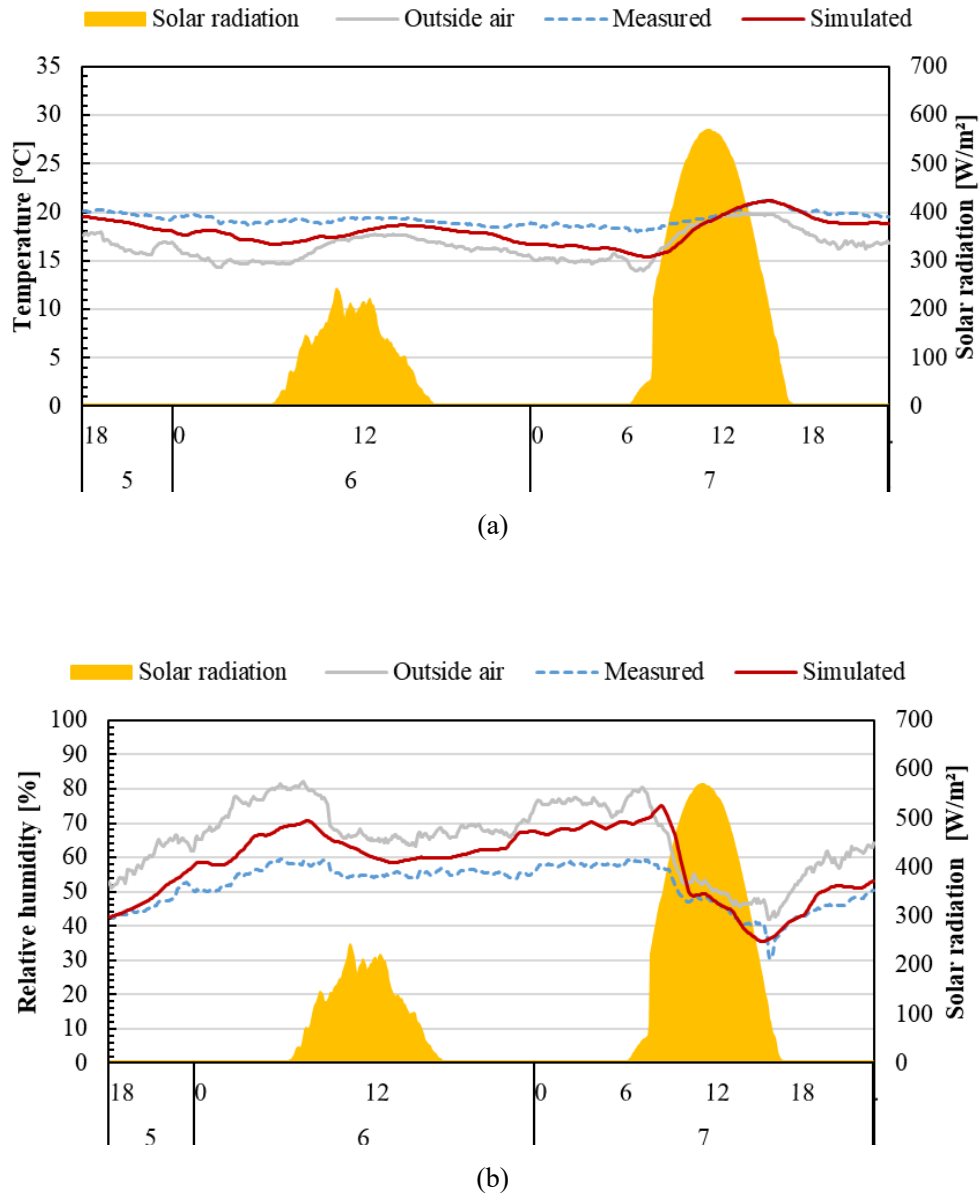 Solar radiation Outside air Measured Simulated
35 700
30 600
25 500
20 400
15 300
10 200
5 100
0 0
Temperature [°C]
Solar radiation [W/m²]
18 0 12 0 6 12 18 .
5 6 7
(a)
Solar radiation Outside air Measured Simulated
100 700
90
80 600
70 500
60
50 400
40 300
30
20 200
10 100
0 0
Relative humidity [%]
Solar radiation [W/m²]
18 0 12 0 6 12 18 .
5 6 7
(b)